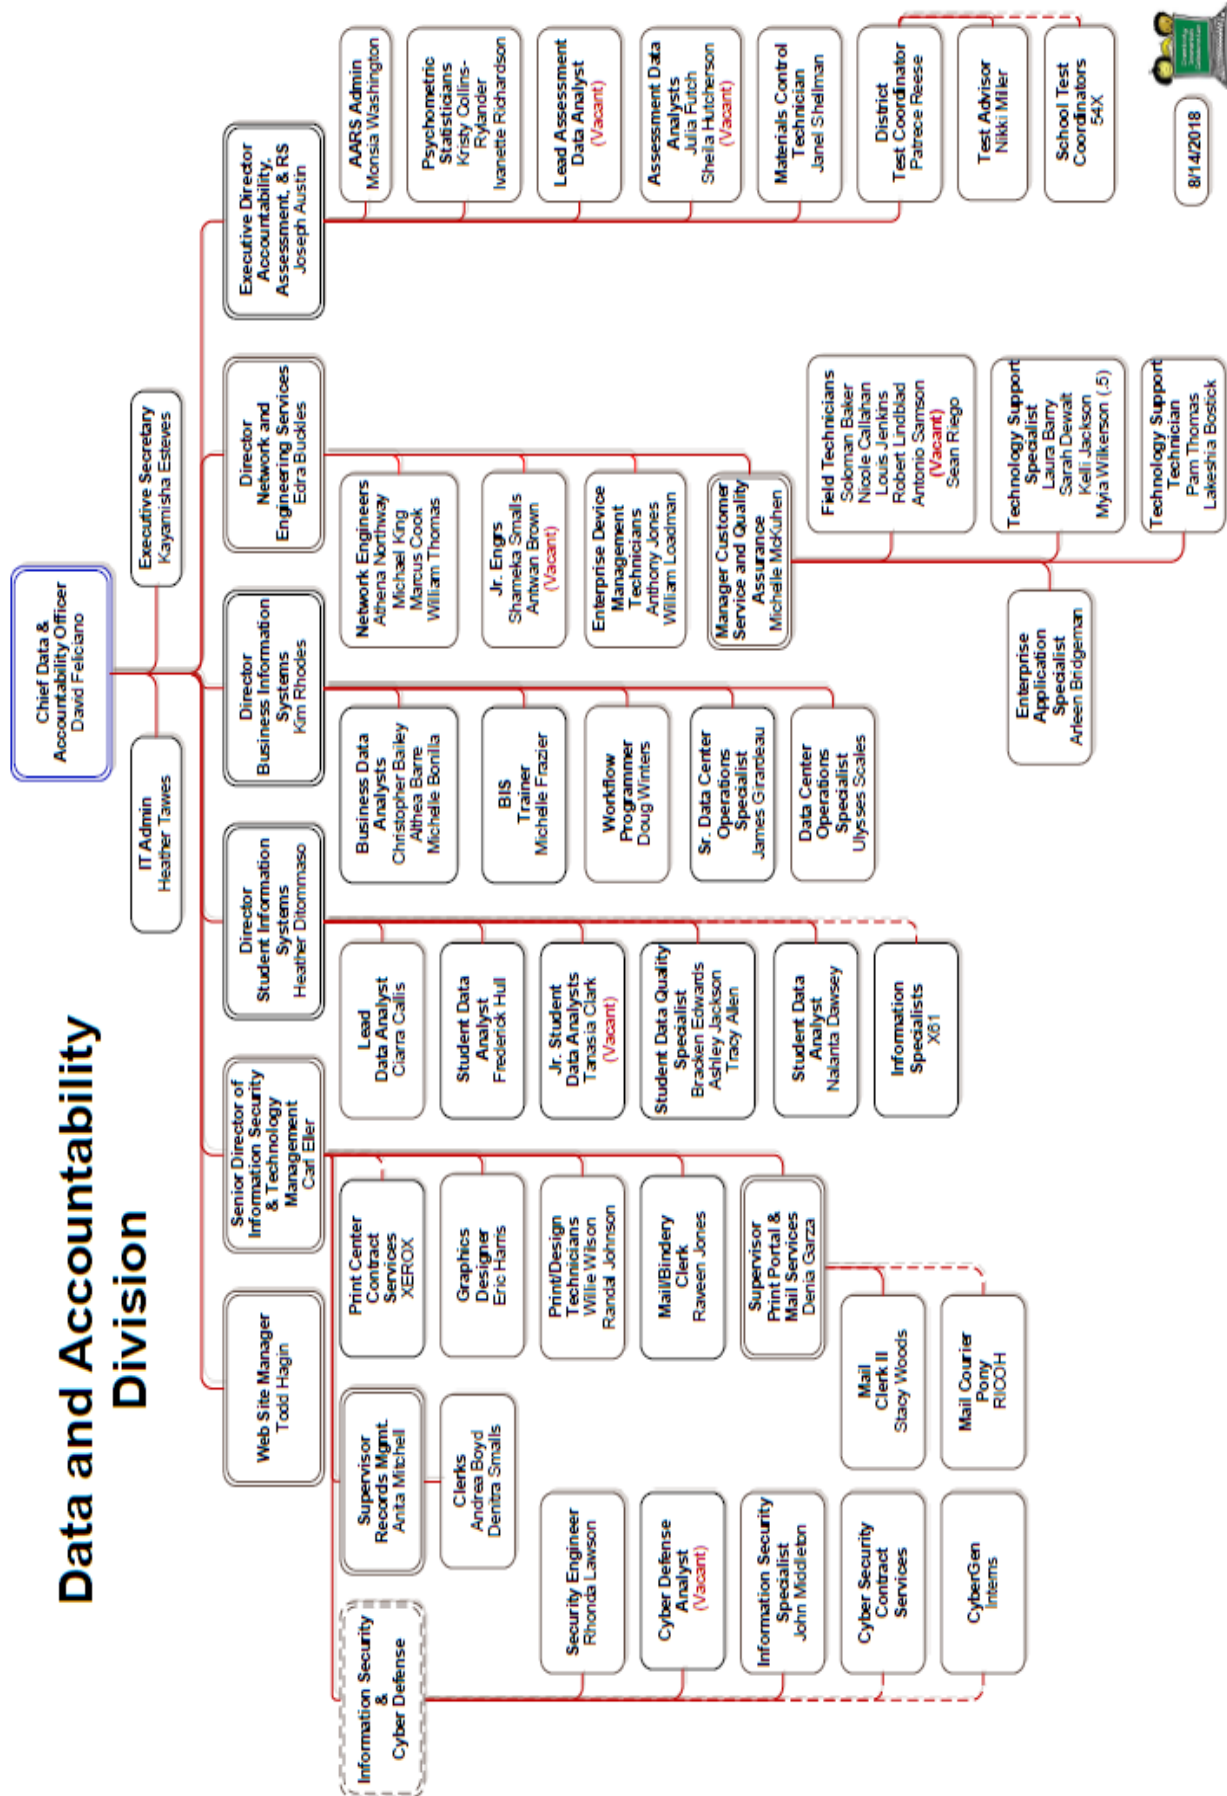 Data and Accountability
Division
Chief Data &
Accountability Officer
David Feliciano
IT Admin
Heather Tawes
Executive Secretary
Kayamisha Esteves
Web Site Manager
Todd Hagin
Senior Director of
Information Security
& Technology
Management
Carl Eller
Director
Student Information
Systems
Heather Ditommaso
Director
Business Information
Systems
Kim Rhodes
Director
Network and
Engineering Services
Edra Buckles
Executive Director
Accountability,
Assessment, & RS
Joseph Austin
Information Security
&
Cyber Defense
Security Engineer
Rhonda Lawson
Cyber Defense
Analyst
(Vacant)
Information Security
Specialist
John Middleton
Cyber Security
Contract
Services
CyberGen
Interns
Supervisor
Records Mgmt.
Anita Mitchell
Clerks
Andrea Boyd
Denitra Smalls
Print Center
Contract
Services
XEROX
Graphics
Designer
Eric Harris
Print/Design
Technicians
Willie Wilson
Randal Johnson
Mail/Bindery
Clerk
Raveen Jones
Supervisor
Print Portal &
Mail Services
Denia Garza
Mail
Clerk II
Stacy Woods
Mail Courier
Pony
RICOH
Lead
Data Analyst
Ciarra Callis
Student Data
Analyst
Frederick Hull
Jr. Student
Data Analysts
Tanasia Clark
(Vacant)
Student Data Quality
Specialist
Bracken Edwards
Ashley Jackson
Tracy Allen
Student Data
Analyst
Nalanta Dawsey
Information
Specialists
X61
Business Data
Analysts
Christopher Bailey
Althea Barre
Michelle Bonilla
BIS
Trainer
Michelle Frazier
Workflow
Programmer
Doug Winters
Sr. Data Center
Operations
Specialist
James Girardeau
Data Center
Operations
Specialist
Ulysses Scales
Network Engineers
Athena Northway
Michael King
Marcus Cook
William Thomas
Jr. Engrs
Shameka Smalls
Antwan Brown
(Vacant)
Enterprise Device
Management
Technicians
Anthony Jones
William Loadman
Manager Customer
Service and Quality
Assurance
Michelle McKuhen
Field Technicians
Soloman Baker
Nicole Callahan
Louis Jenkins
Robert Lindblad
Antonio Samson
(Vacant)
Sean Riego
Technology Support
Specialist
Laura Barry
Sarah Dewalt
Kelli Jackson
Myia Wilkerson (.5)
Technology Support
Technician
Pam Thomas
Lakeshia Bostick
Enterprise
Application
Specialist
Arleen Bridgeman
AARS Admin
Monsia Washington
Psychometric
Statisticians
Kristy Collins-
Rylander
Ivanette Richardson
Lead Assessment
Data Analyst
(Vacant)
Assessment Data
Analysts
Julia Futch
Sheila Hutcherson
(Vacant)
Materials Control
Technician
Janel Shellman
District
Test Coordinator
Patrece Reese
Test Advisor
Nikki Miller
School Test
Coordinators
54X
8/14/2018